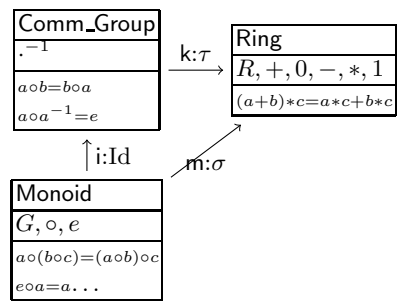 Comm_Group
·⁻¹
a∘b=b∘a
a∘a⁻¹=e
k:τ
Ring
R, +, 0, −, ∗, 1
(a+b)∗c=a∗c+b∗c
i:Id
m:σ
Monoid
G, ∘, e
a∘(b∘c)=(a∘b)∘c
e∘a=a...